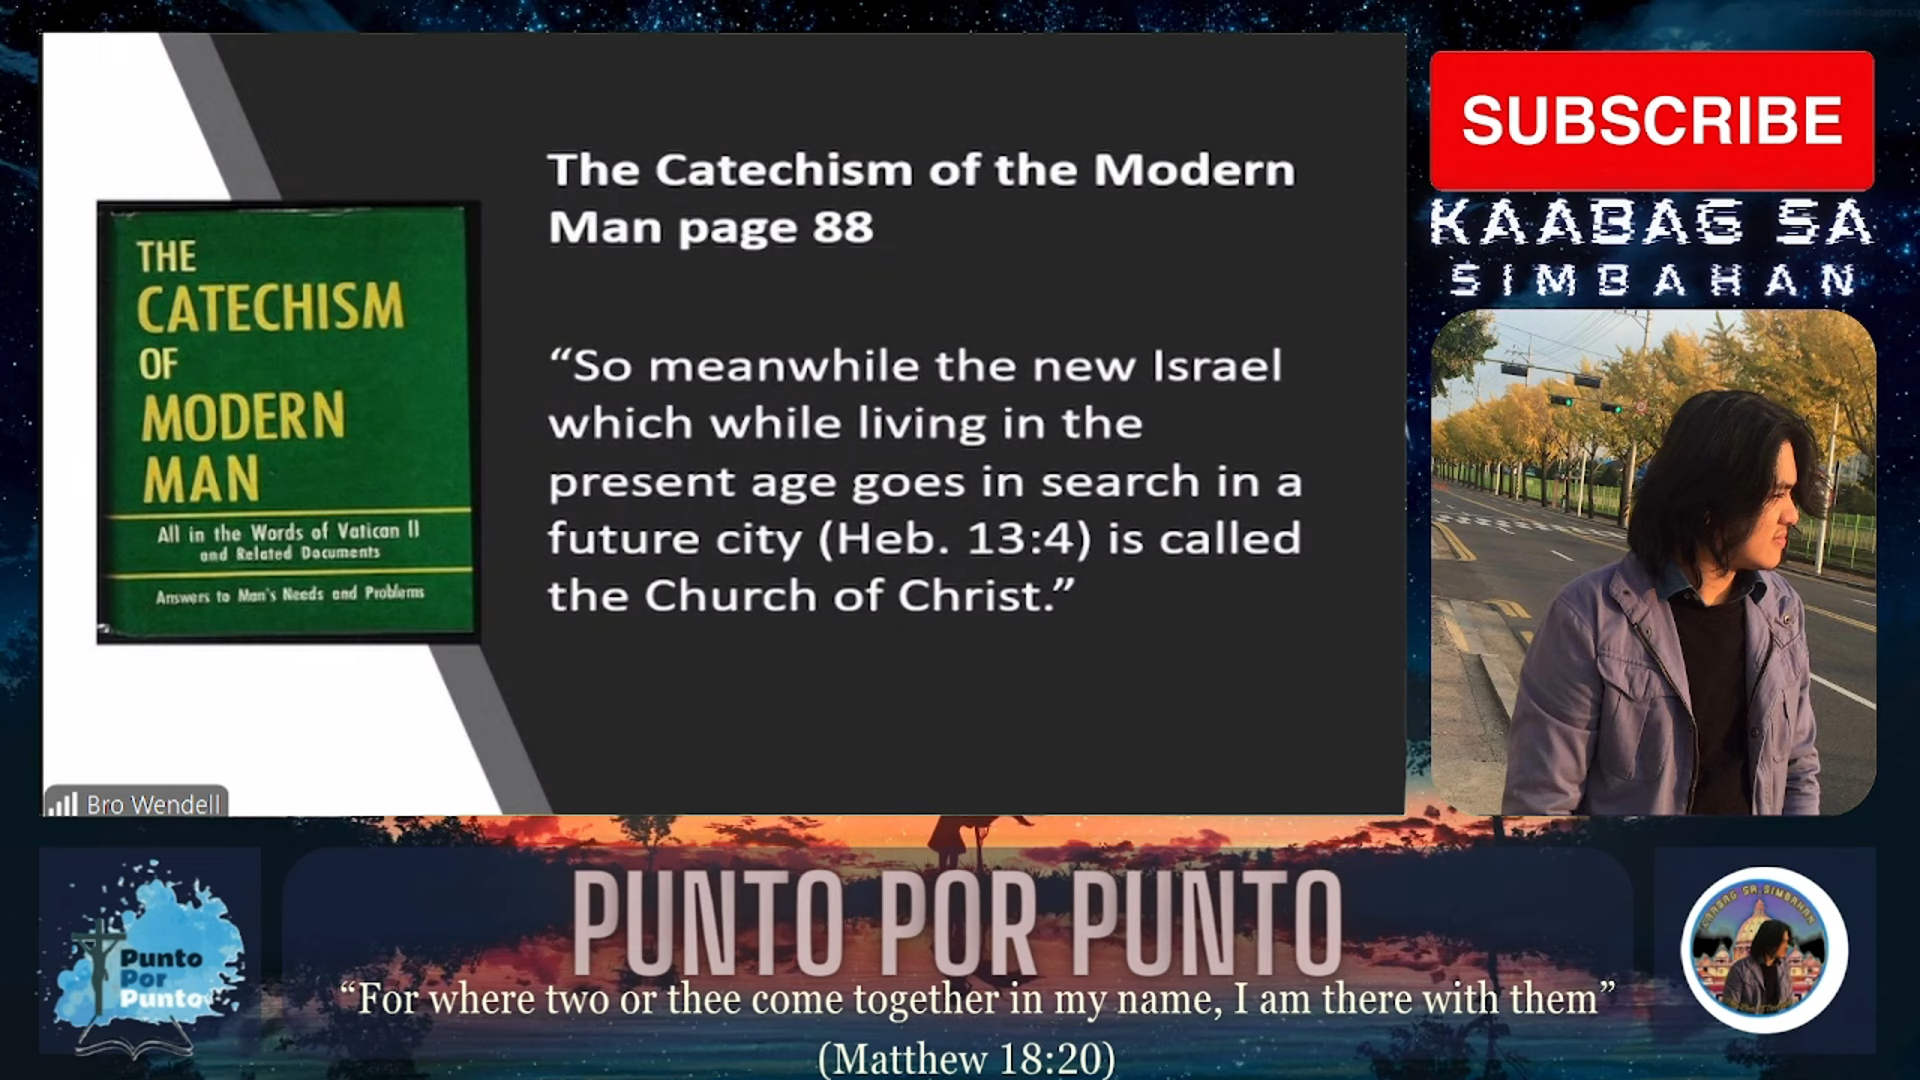 The Catechism of the Modern
Man page 88
“So meanwhile the new Israel
which while living in the
present age goes in search in a
future city (Heb. 13:4) is called
the Church of Christ.”
THE
CATECHISM
OF
MODERN
MAN
All in the Words of Vatican II
and Related Documents
Answers to Man's Needs and Problems
Bro Wendell
SUBSCRIBE
KAABAG SA
SIMBAHAN
Punto
Por
Punto
PUNTO POR PUNTO
“For where two or thee come together in my name, I am there with them”
(Matthew 18:20)
KAABAG SA SIMBAHAN